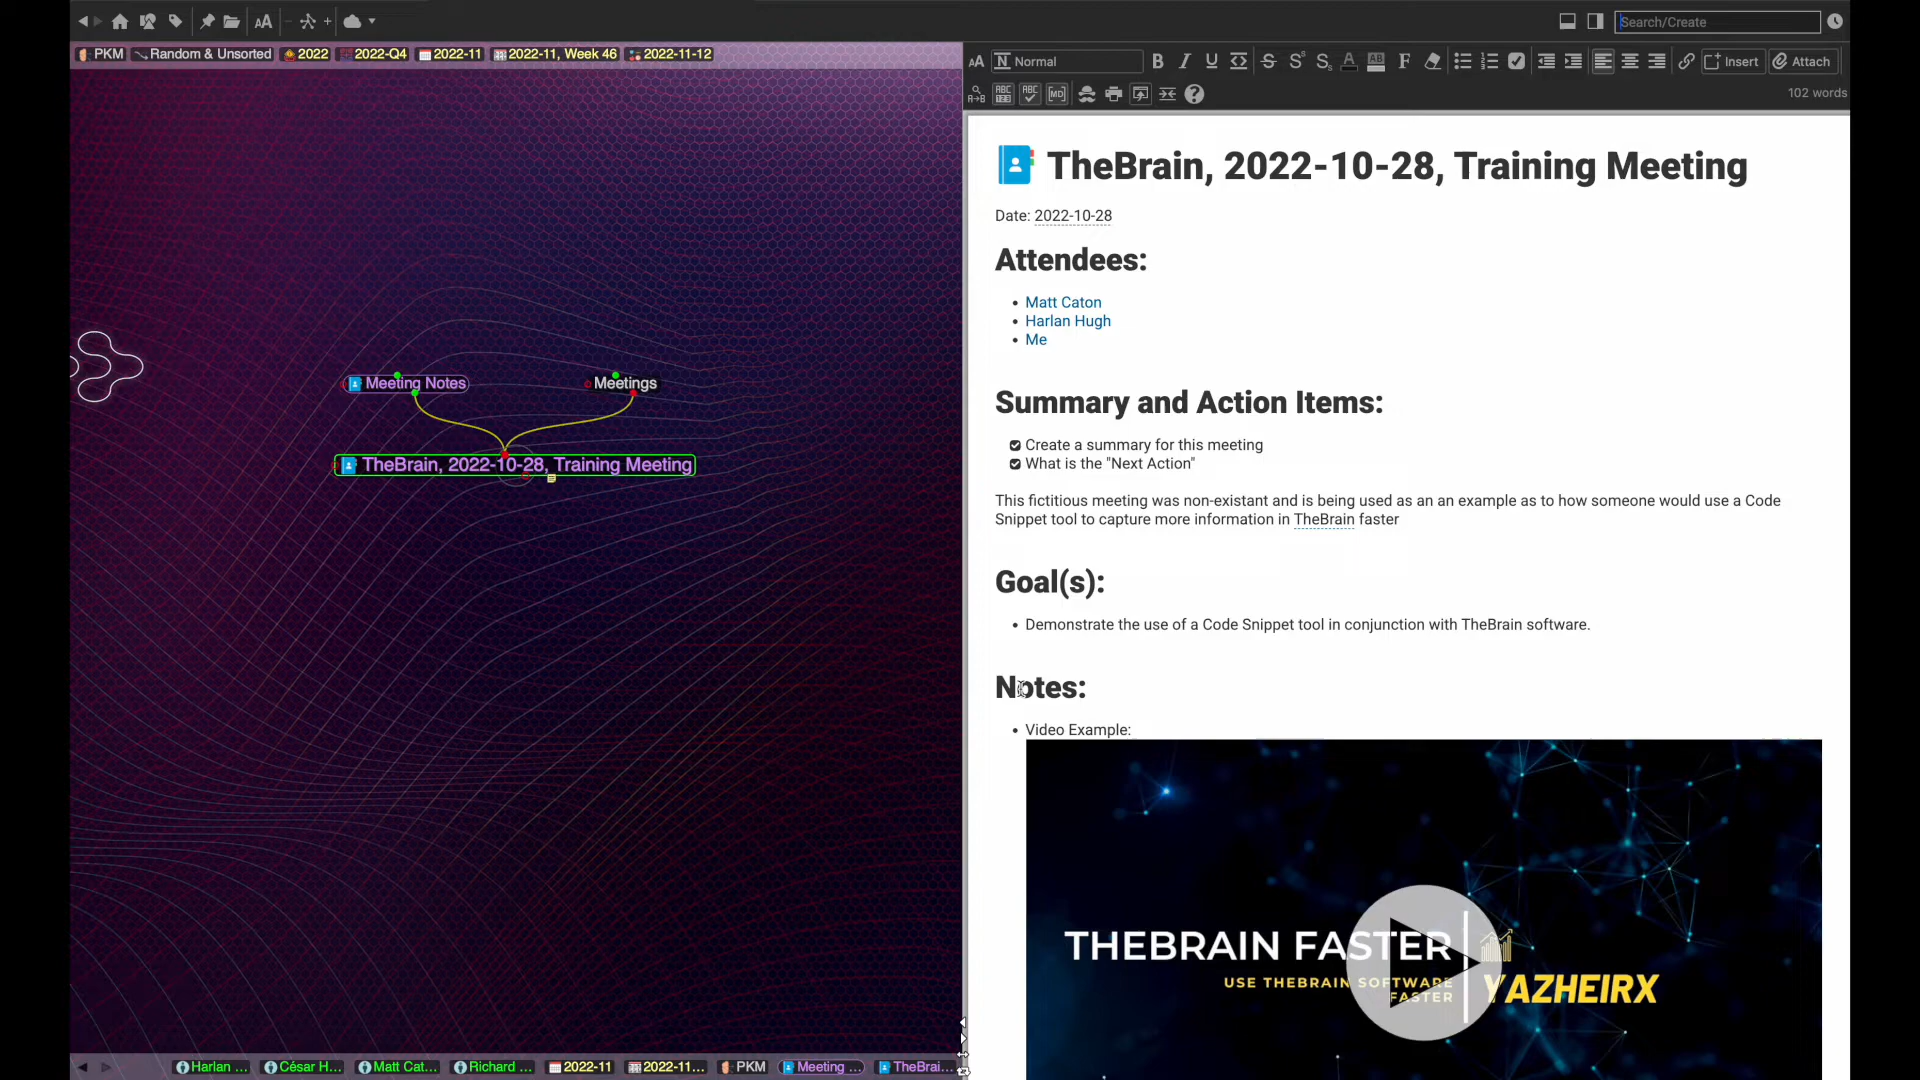 Search/Create
PKM
Random & Unsorted
2022
2022-Q4
2022-11
2022-11, Week 46
2022-11-12
Normal
Insert
Attach
102 words
TheBrain, 2022-10-28, Training Meeting
Date: 2022-10-28
Attendees:
Matt Caton
Harlan Hugh
Me
Meeting Notes
Meetings
TheBrain, 2022-10-28, Training Meeting
Summary and Action Items:
Create a summary for this meeting
What is the "Next Action"
This fictitious meeting was non-existant and is being used as an an example as to how someone would use a Code
Snippet tool to capture more information in TheBrain faster
Goal(s):
Demonstrate the use of a Code Snippet tool in conjunction with TheBrain software.
Notes:
Video Example:
THEBRAIN FASTER
USE THEBRAIN SOFTWARE
FASTER
YAZHEIRX
Harlan ...
César H...
Matt Cat...
Richard ...
2022-11
2022-11...
PKM
Meeting ...
TheBrai...